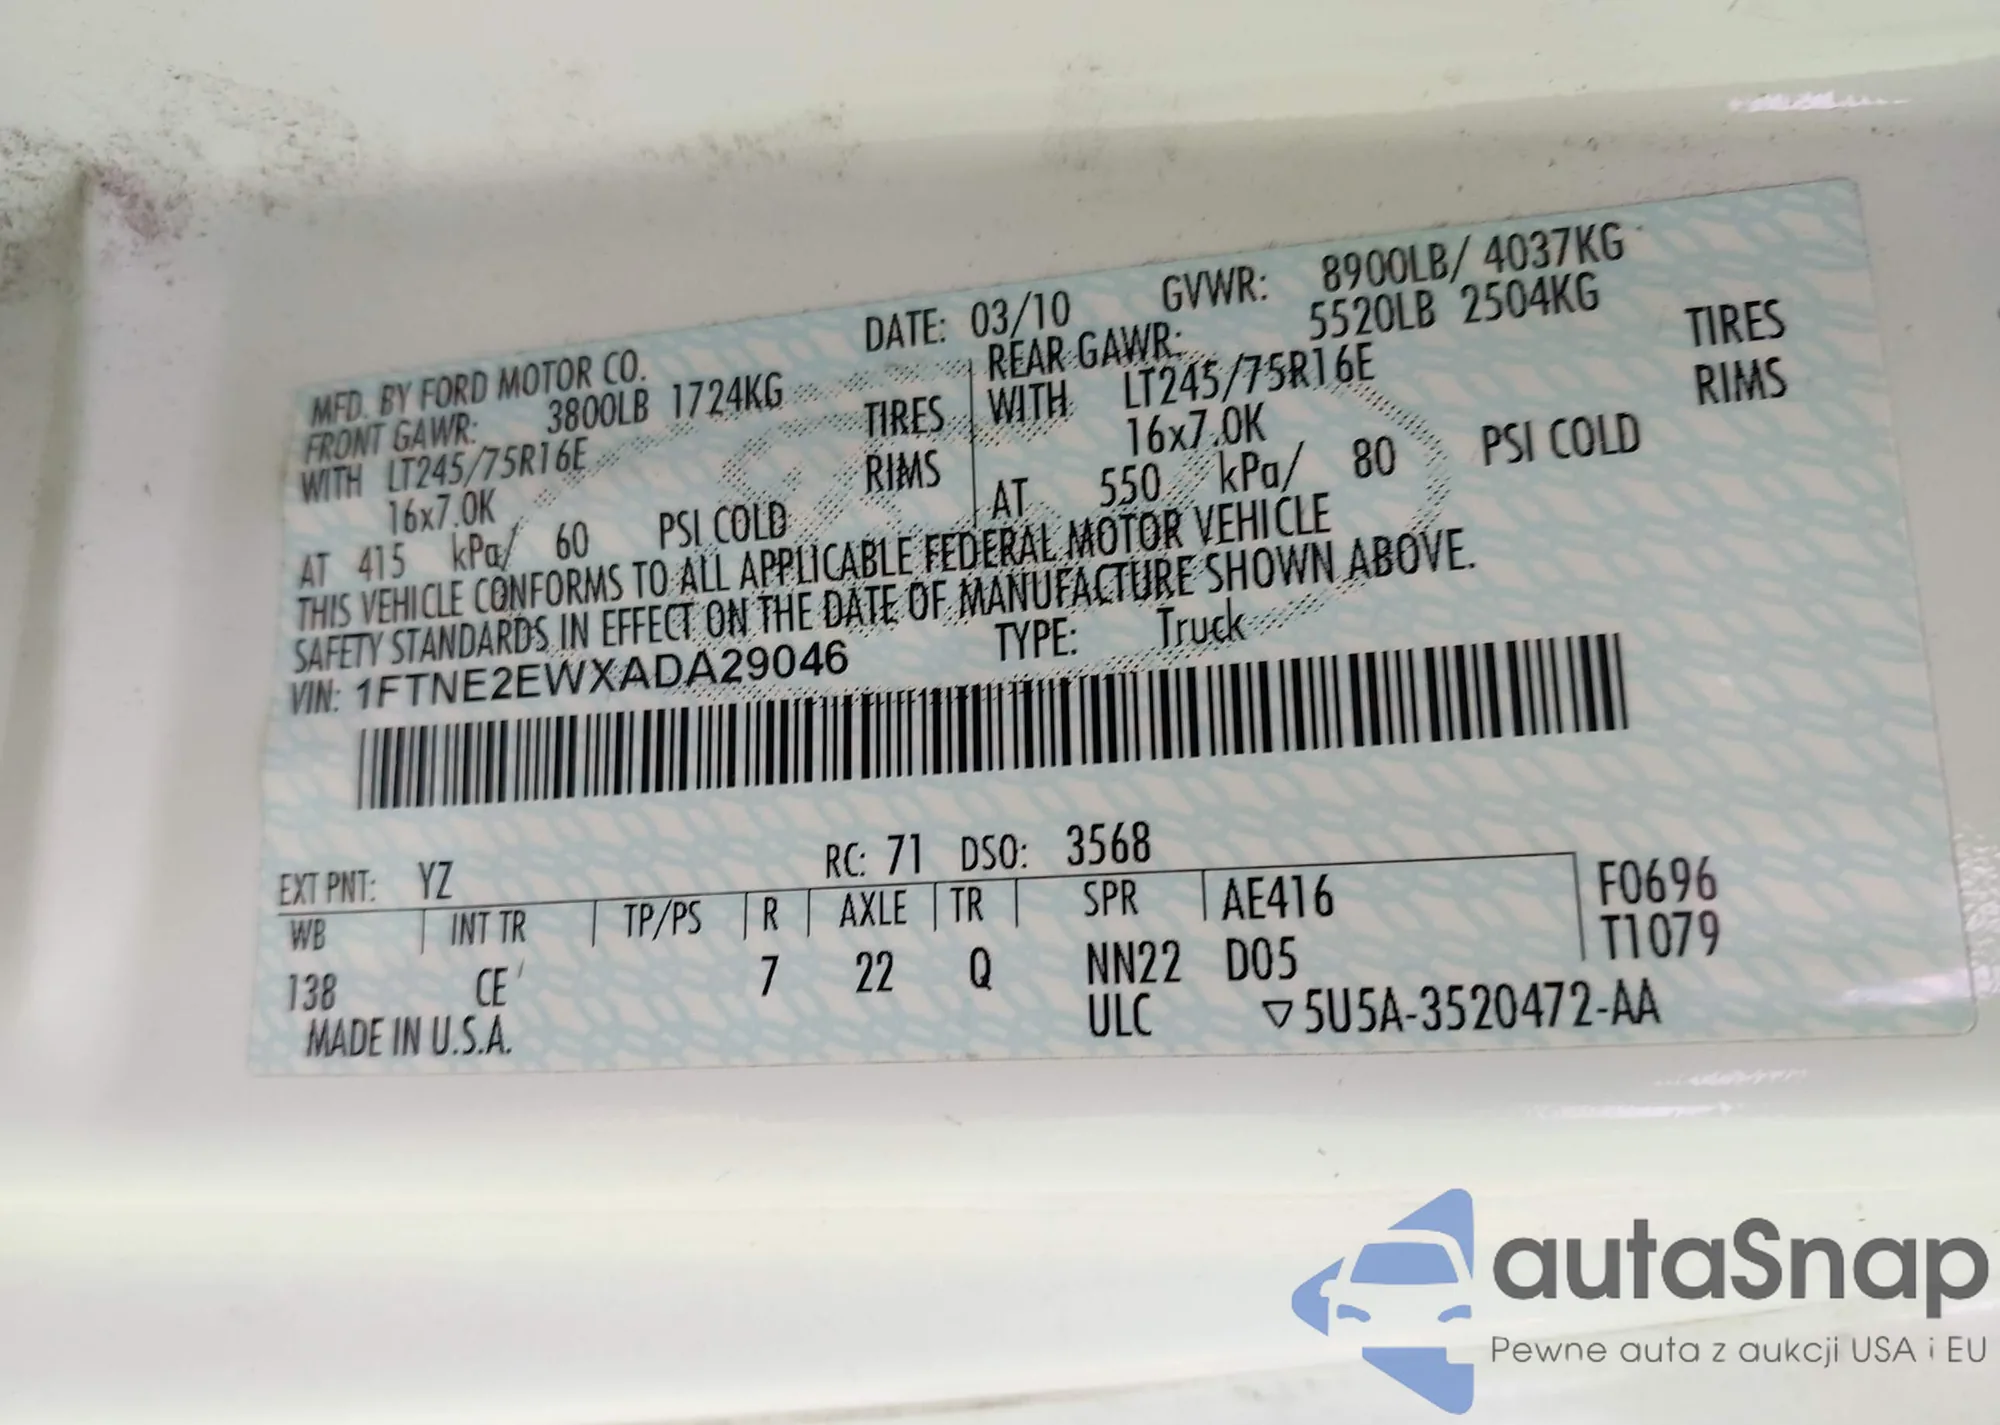 MFD. BY FORD MOTOR CO. DATE: 03/10 GVWR: 8900LB/ 4037KG
FRONT GAWR: 3800LB 1724KG REAR GAWR: 5520LB 2504KG
WITH LT245/75R16E TIRES WITH LT245/75R16E TIRES
16x7.0K RIMS 16x7.0K RIMS
AT 415 kPa/ 60 PSI COLD AT 550 kPa/ 80 PSI COLD
THIS VEHICLE CONFORMS TO ALL APPLICABLE FEDERAL MOTOR VEHICLE
SAFETY STANDARDS IN EFFECT ON THE DATE OF MANUFACTURE SHOWN ABOVE.
VIN: 1FTNE2EWXADA29046 TYPE: Truck
EXT PNT: YZ RC: 71 DSO: 3568
WB INT TR TP/PS R AXLE TR SPR AE416 F0696
138 CE 7 22 Q NN22 D05 T1079
MADE IN U.S.A. ULC ▽5U5A-3520472-AA
autaSnap
Pewne auta z aukcji USA i EU